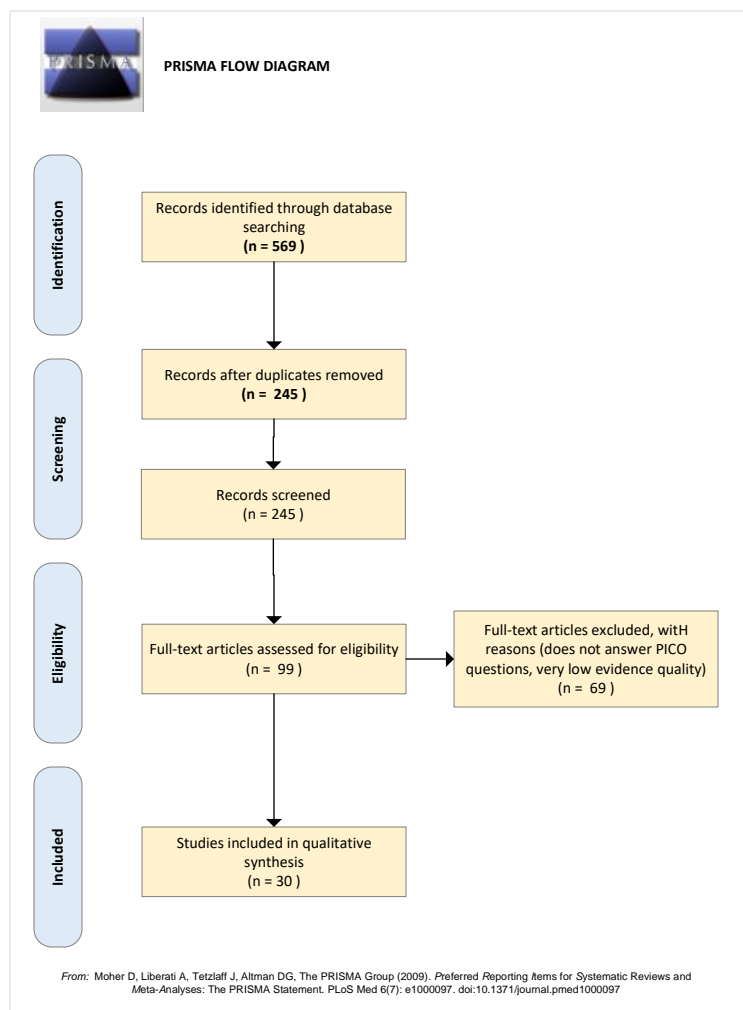 PRISMA
PRISMA FLOW DIAGRAM
Identification
Records identified through database
searching
(n = 569 )
Screening
Records after duplicates removed
(n =  245 )
Records screened
(n = 245 )
Eligibility
Full-text articles assessed for eligibility
(n =  99 )
Full-text articles excluded, witH
reasons (does not answer PICO
questions, very low evidence quality)
(n =  69 )
Included
Studies included in qualitative
synthesis
(n = 30 )
From: Moher D, Liberati A, Tetzlaff J, Altman DG, The PRISMA Group (2009). Preferred Reporting Items for Systematic Reviews and
Meta-Analyses: The PRISMA Statement. PLoS Med 6(7): e1000097. doi:10.1371/journal.pmed1000097